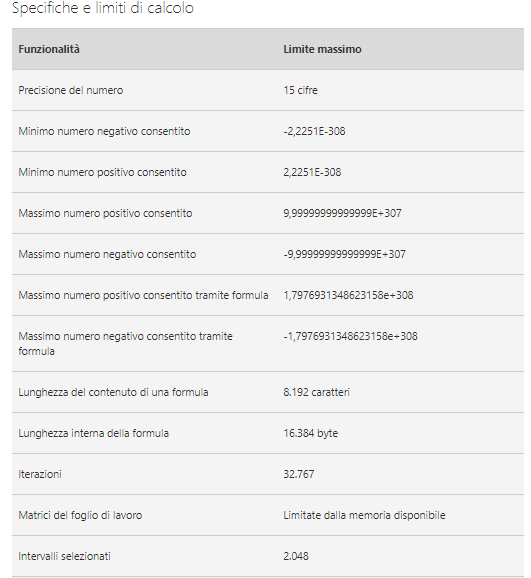 Specifiche e limiti di calcolo
Funzionalità Limite massimo
Precisione del numero 15 cifre
Minimo numero negativo consentito -2,2251E-308
Minimo numero positivo consentito 2,2251E-308
Massimo numero positivo consentito 9,99999999999999E+307
Massimo numero negativo consentito -9,99999999999999E+307
Massimo numero positivo consentito tramite formula 1,7976931348623158e+308
Massimo numero negativo consentito tramite -1,7976931348623158e+308
formula
Lunghezza del contenuto di una formula 8.192 caratteri
Lunghezza interna della formula 16.384 byte
Iterazioni 32.767
Matrici del foglio di lavoro Limitate dalla memoria disponibile
Intervalli selezionati 2.048